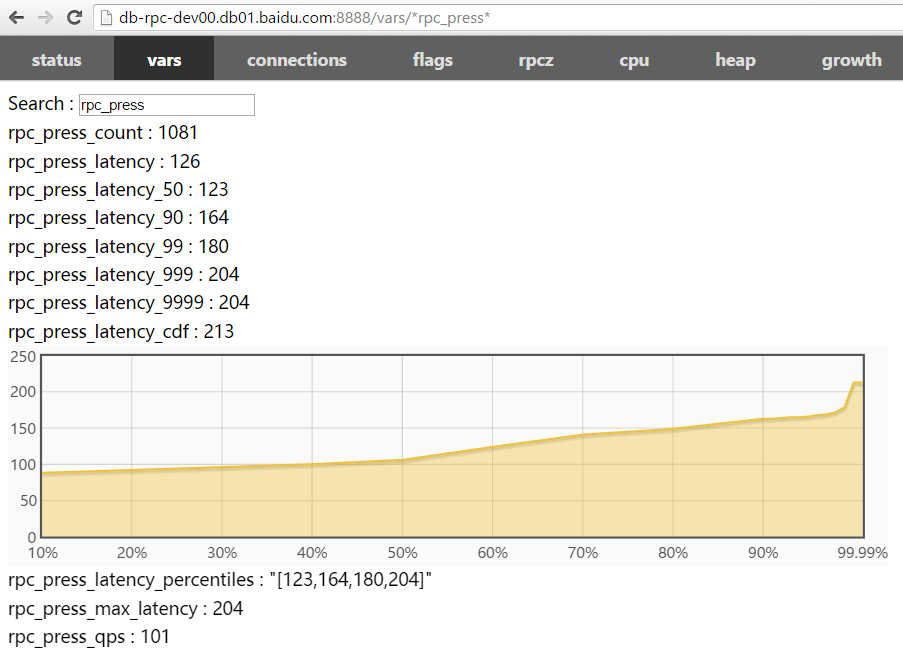 db-rpc-dev00.db01.baidu.com:8888/vars/*rpc_press*
status vars connections flags rpcz cpu heap growth
Search : rpc_press
rpc_press_count : 1081
rpc_press_latency : 126
rpc_press_latency_50 : 123
rpc_press_latency_90 : 164
rpc_press_latency_99 : 180
rpc_press_latency_999 : 204
rpc_press_latency_9999 : 204
rpc_press_latency_cdf : 213
250
200
150
100
50
0
10% 20% 30% 40% 50% 60% 70% 80% 90% 99.99%
rpc_press_latency_percentiles : "[123,164,180,204]"
rpc_press_max_latency : 204
rpc_press_qps : 101